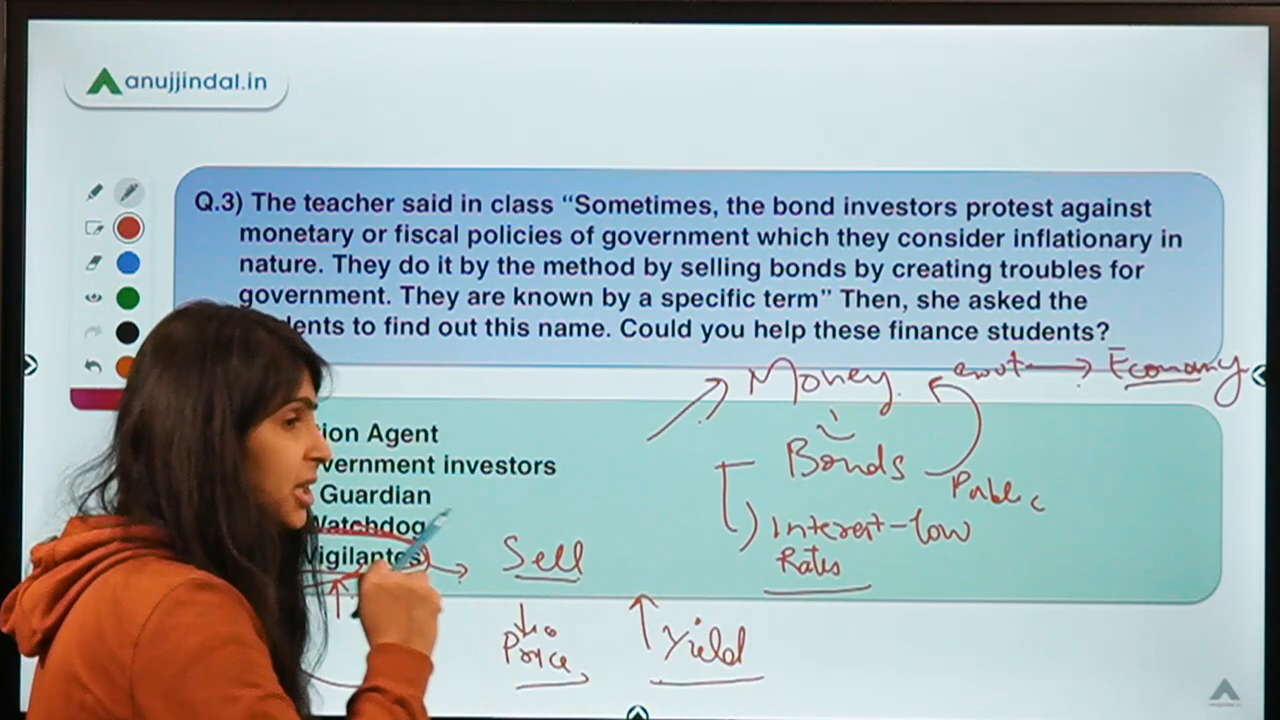 anujjindal.in
Q.3) The teacher said in class “Sometimes, the bond investors protest against
monetary or fiscal policies of government which they consider inflationary in
nature. They do it by the method by selling bonds by creating troubles for
government. They are known by a specific term” Then, she asked the
ents to find out this name. Could you help these finance students?
Money govt Economy
ion Agent
vernment investors
Bonds
Public
Guardian
Watchdog
Interest-low
Rates
Vigilantes
Sell
Price
Yield
anujjindal.in